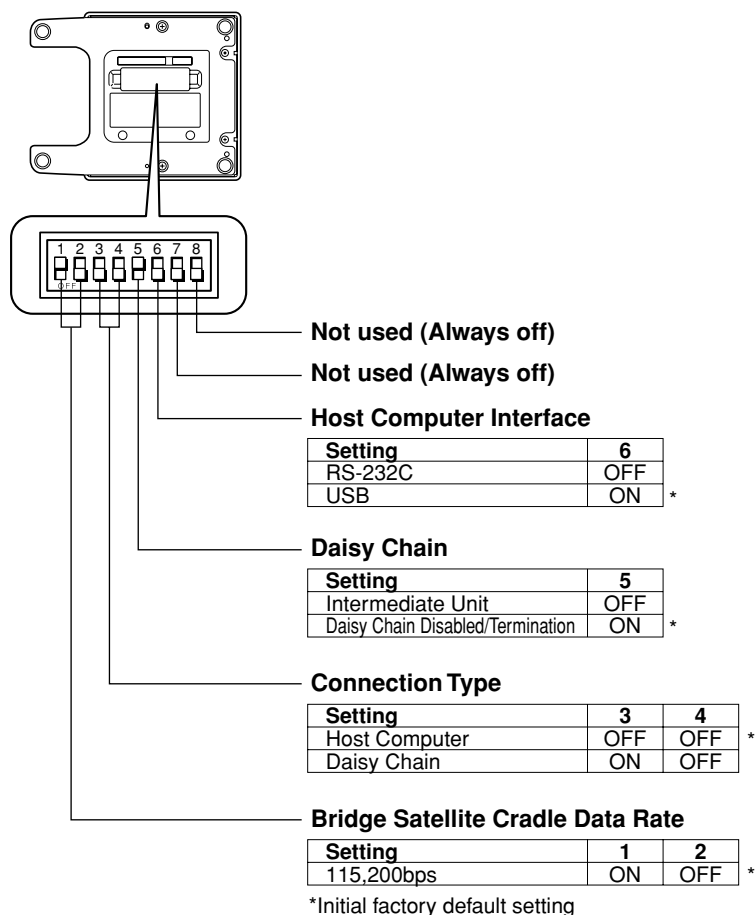 1 2 3 4 5 6 7 8
OFF
Not used (Always off)
Not used (Always off)
Host Computer Interface
Setting 6
RS-232C OFF
USB ON *
Daisy Chain
Setting 5
Intermediate Unit OFF
Daisy Chain Disabled/Termination ON *
Connection Type
Setting 3 4
Host Computer OFF OFF *
Daisy Chain ON OFF
Bridge Satellite Cradle Data Rate
Setting 1 2
115,200bps ON OFF *
*Initial factory default setting